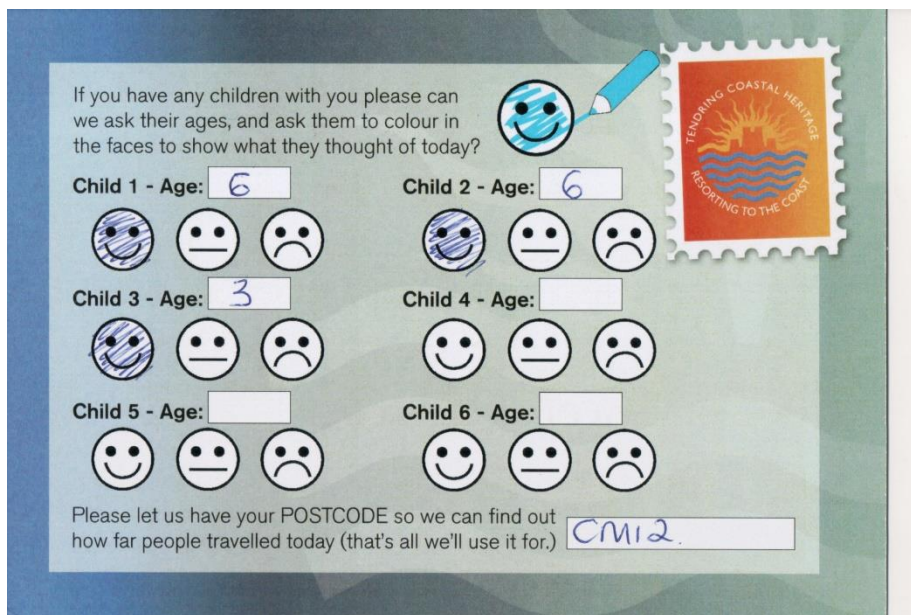 If you have any children with you please can
we ask their ages, and ask them to colour in
the faces to show what they thought of today?
TENDRING COASTAL HERITAGE
RESORTING TO THE COAST
Child 1 - Age: 6
Child 2 - Age: 6
Child 3 - Age: 3
Child 4 - Age:
Child 5 - Age:
Child 6 - Age:
Please let us have your POSTCODE so we can find out
how far people travelled today (that's all we'll use it for.)
CM12.